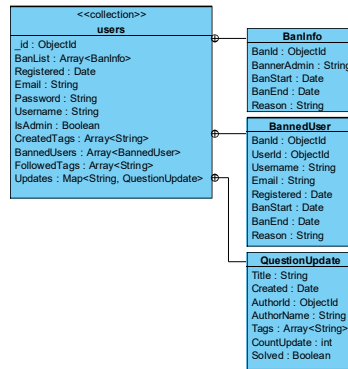 <<collection>>
users
_id : ObjectId
BanList : Array<BanInfo>
Registered : Date
Email : String
Password : String
Username : String
IsAdmin : Boolean
CreatedTags : Array<String>
BannedUsers : Array<BannedUser>
FollowedTags : Array<String>
Updates : Map<String, QuestionUpdate>
BanInfo
BanId : ObjectId
BannerAdmin : String
BanStart : Date
BanEnd : Date
Reason : String
BannedUser
BanId : ObjectId
UserId : ObjectId
Username : String
Email : String
Registered : Date
BanStart : Date
BanEnd : Date
Reason : String
QuestionUpdate
Title : String
Created : Date
AuthorId : ObjectId
AuthorName : String
Tags : Array<String>
CountUpdate : int
Solved : Boolean